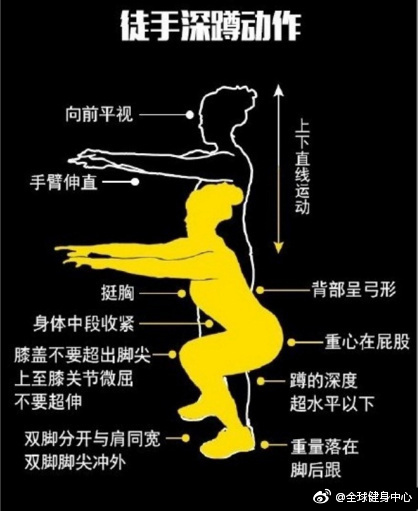 徒手深蹲动作
向前平视
手臂伸直
上下直线运动
挺胸
背部呈弓形
身体中段收紧
重心在屁股
膝盖不要超出脚尖
上至膝关节微屈
不要超伸
蹲的深度
超水平以下
双脚分开与肩同宽
双脚脚尖冲外
重量落在
脚后跟
@全球健身中心